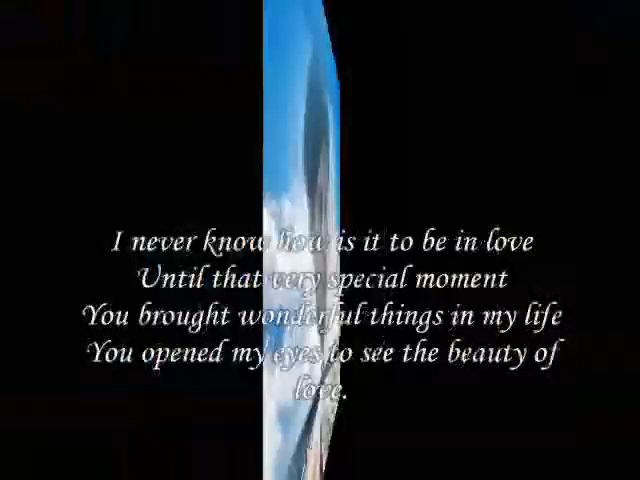 I never know how is it to be in love
Until that very special moment
You brought wonderful things in my life
You opened my eyes to see the beauty of
love.